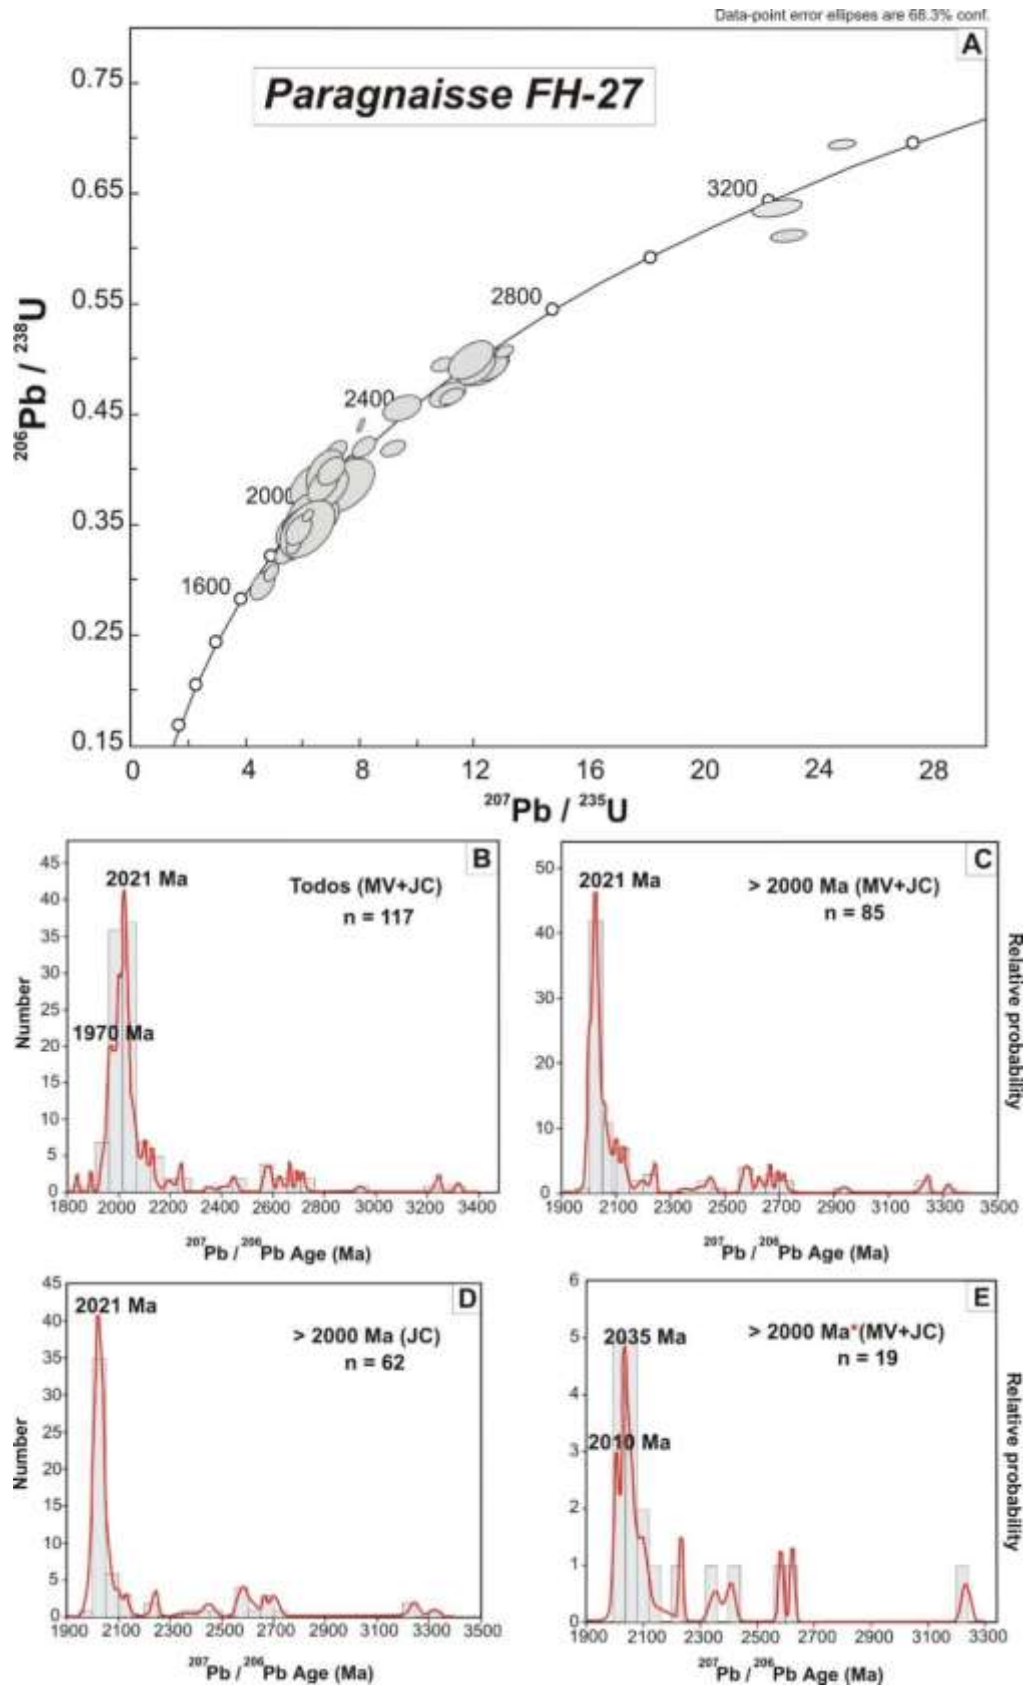 Data-point error ellipses are 68.3% conf.
A
Paragnaisse FH-27
0.75
0.65
0.55
0.45
0.35
0.25
0.15
3200
2800
2400
2000
1600
206Pb / 238U
0 4 8 12 16 20 24 28
207Pb / 235U
B
2021 Ma
Todos (MV+JC)
n = 117
1970 Ma
45
40
35
30
25
20
15
10
5
0
Number
1800 2000 2200 2400 2600 2800 3000 3200 3400
207Pb / 206Pb Age (Ma)
C
2021 Ma
> 2000 Ma (MV+JC)
n = 85
50
40
30
20
10
0
Relative probability
1900 2100 2300 2500 2700 2900 3100 3300 3500
207Pb / 206Pb Age (Ma)
D
2021 Ma
> 2000 Ma (JC)
n = 62
45
40
35
30
25
20
15
10
5
0
Number
1900 2100 2300 2500 2700 2900 3100 3300 3500
207Pb / 206Pb Age (Ma)
E
2035 Ma
> 2000 Ma*(MV+JC)
n = 19
2010 Ma
6
5
4
3
2
1
0
Relative probability
1900 2100 2300 2500 2700 2900 3100 3300
207Pb / 206Pb Age (Ma)